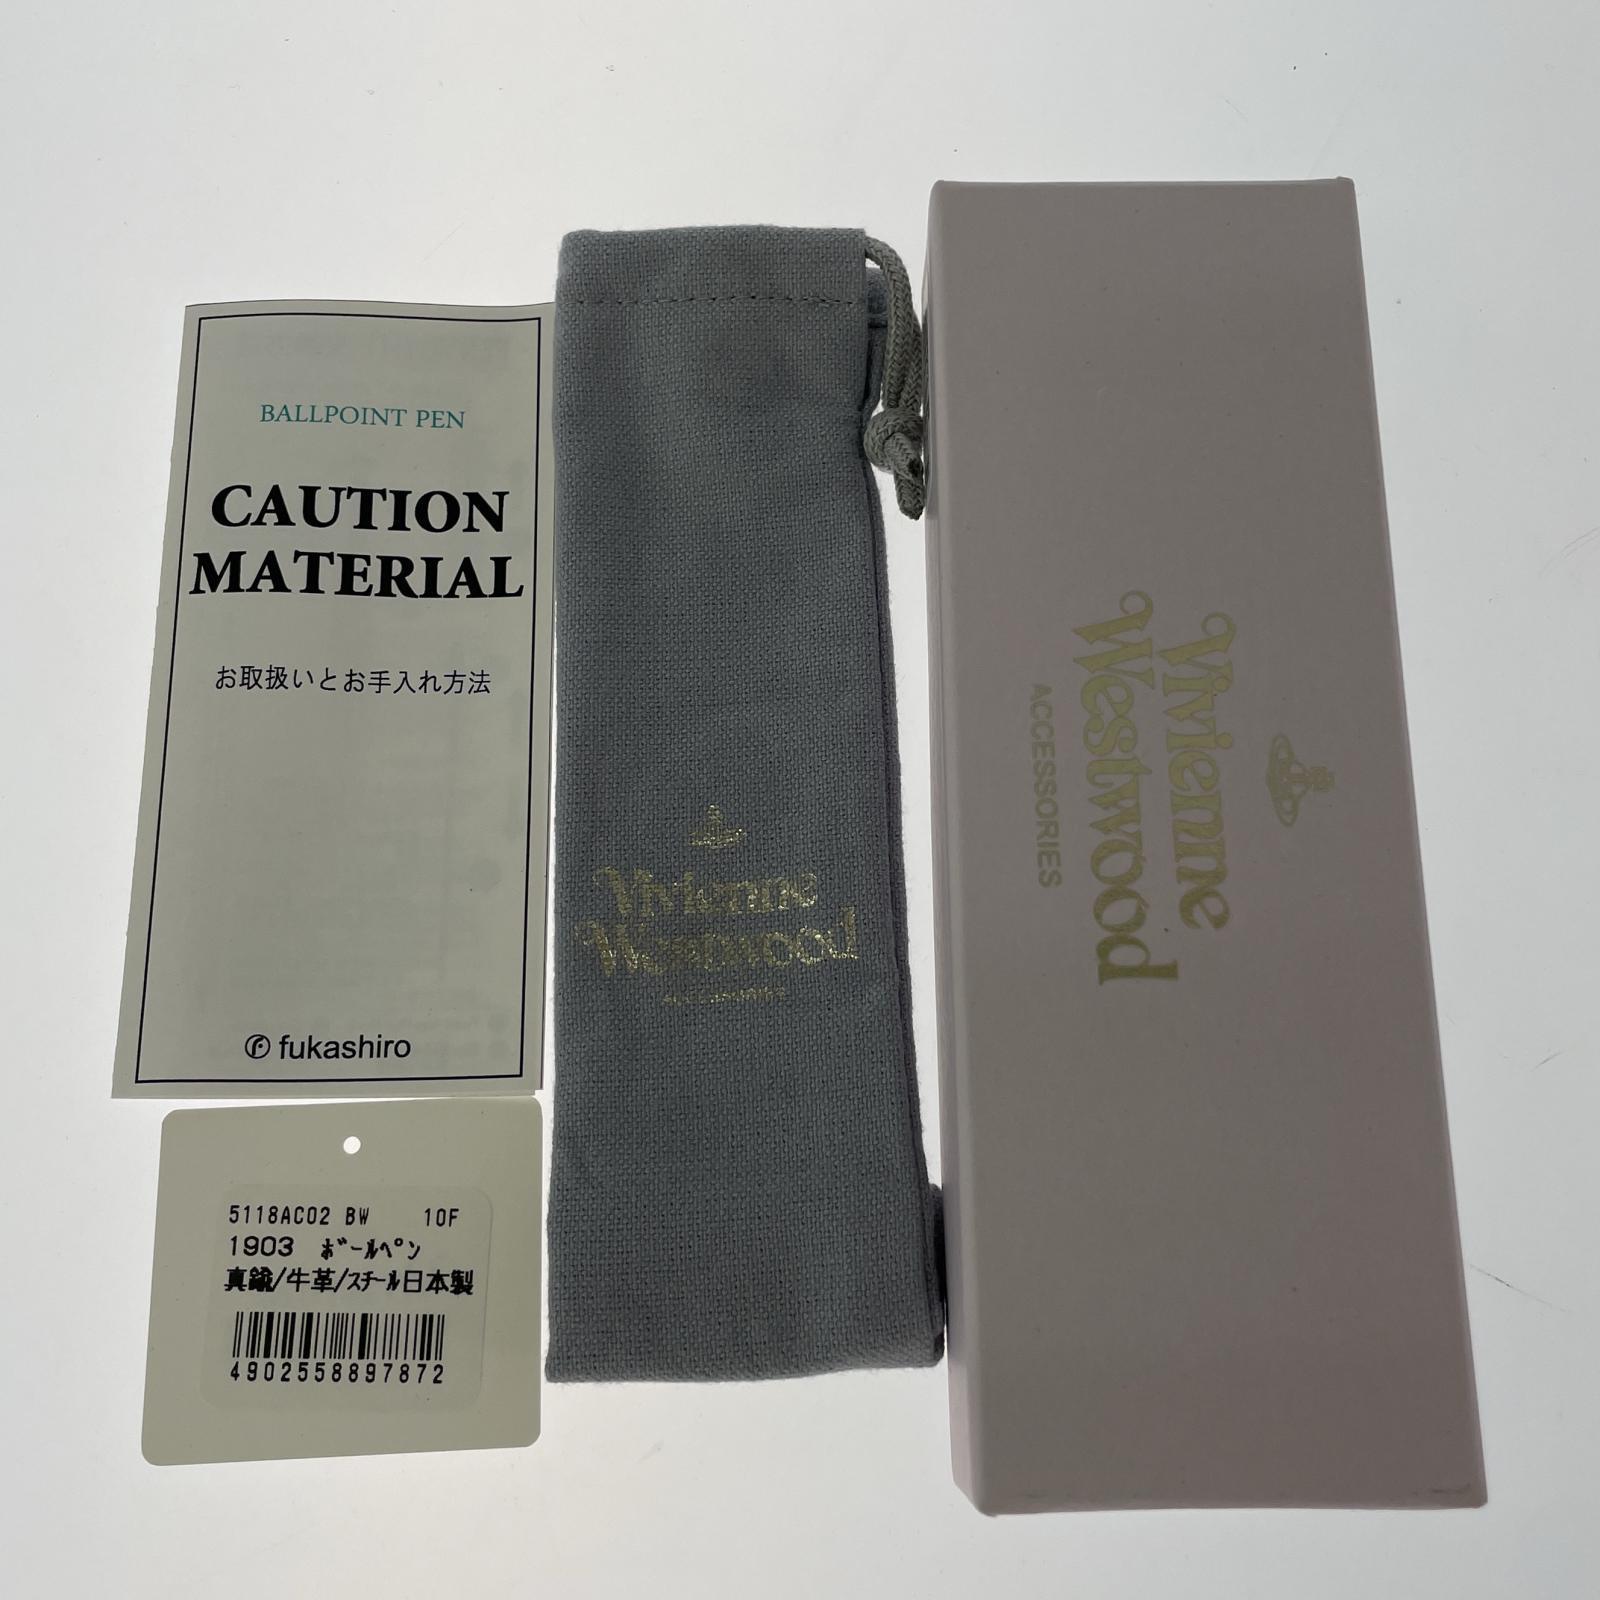 BALLPOINT PEN
CAUTION
MATERIAL
お取扱いとお手入れ方法
fukashiro
5118AC02 BW 10F
1903 ﾎﾞｰﾙﾍﾟﾝ
真鍮/牛革/ｽﾁｰﾙ日本製
4902558897872
Vivienne
Westwood
ACCESSORIES
Vivienne
Westwood
ACCESSORIES